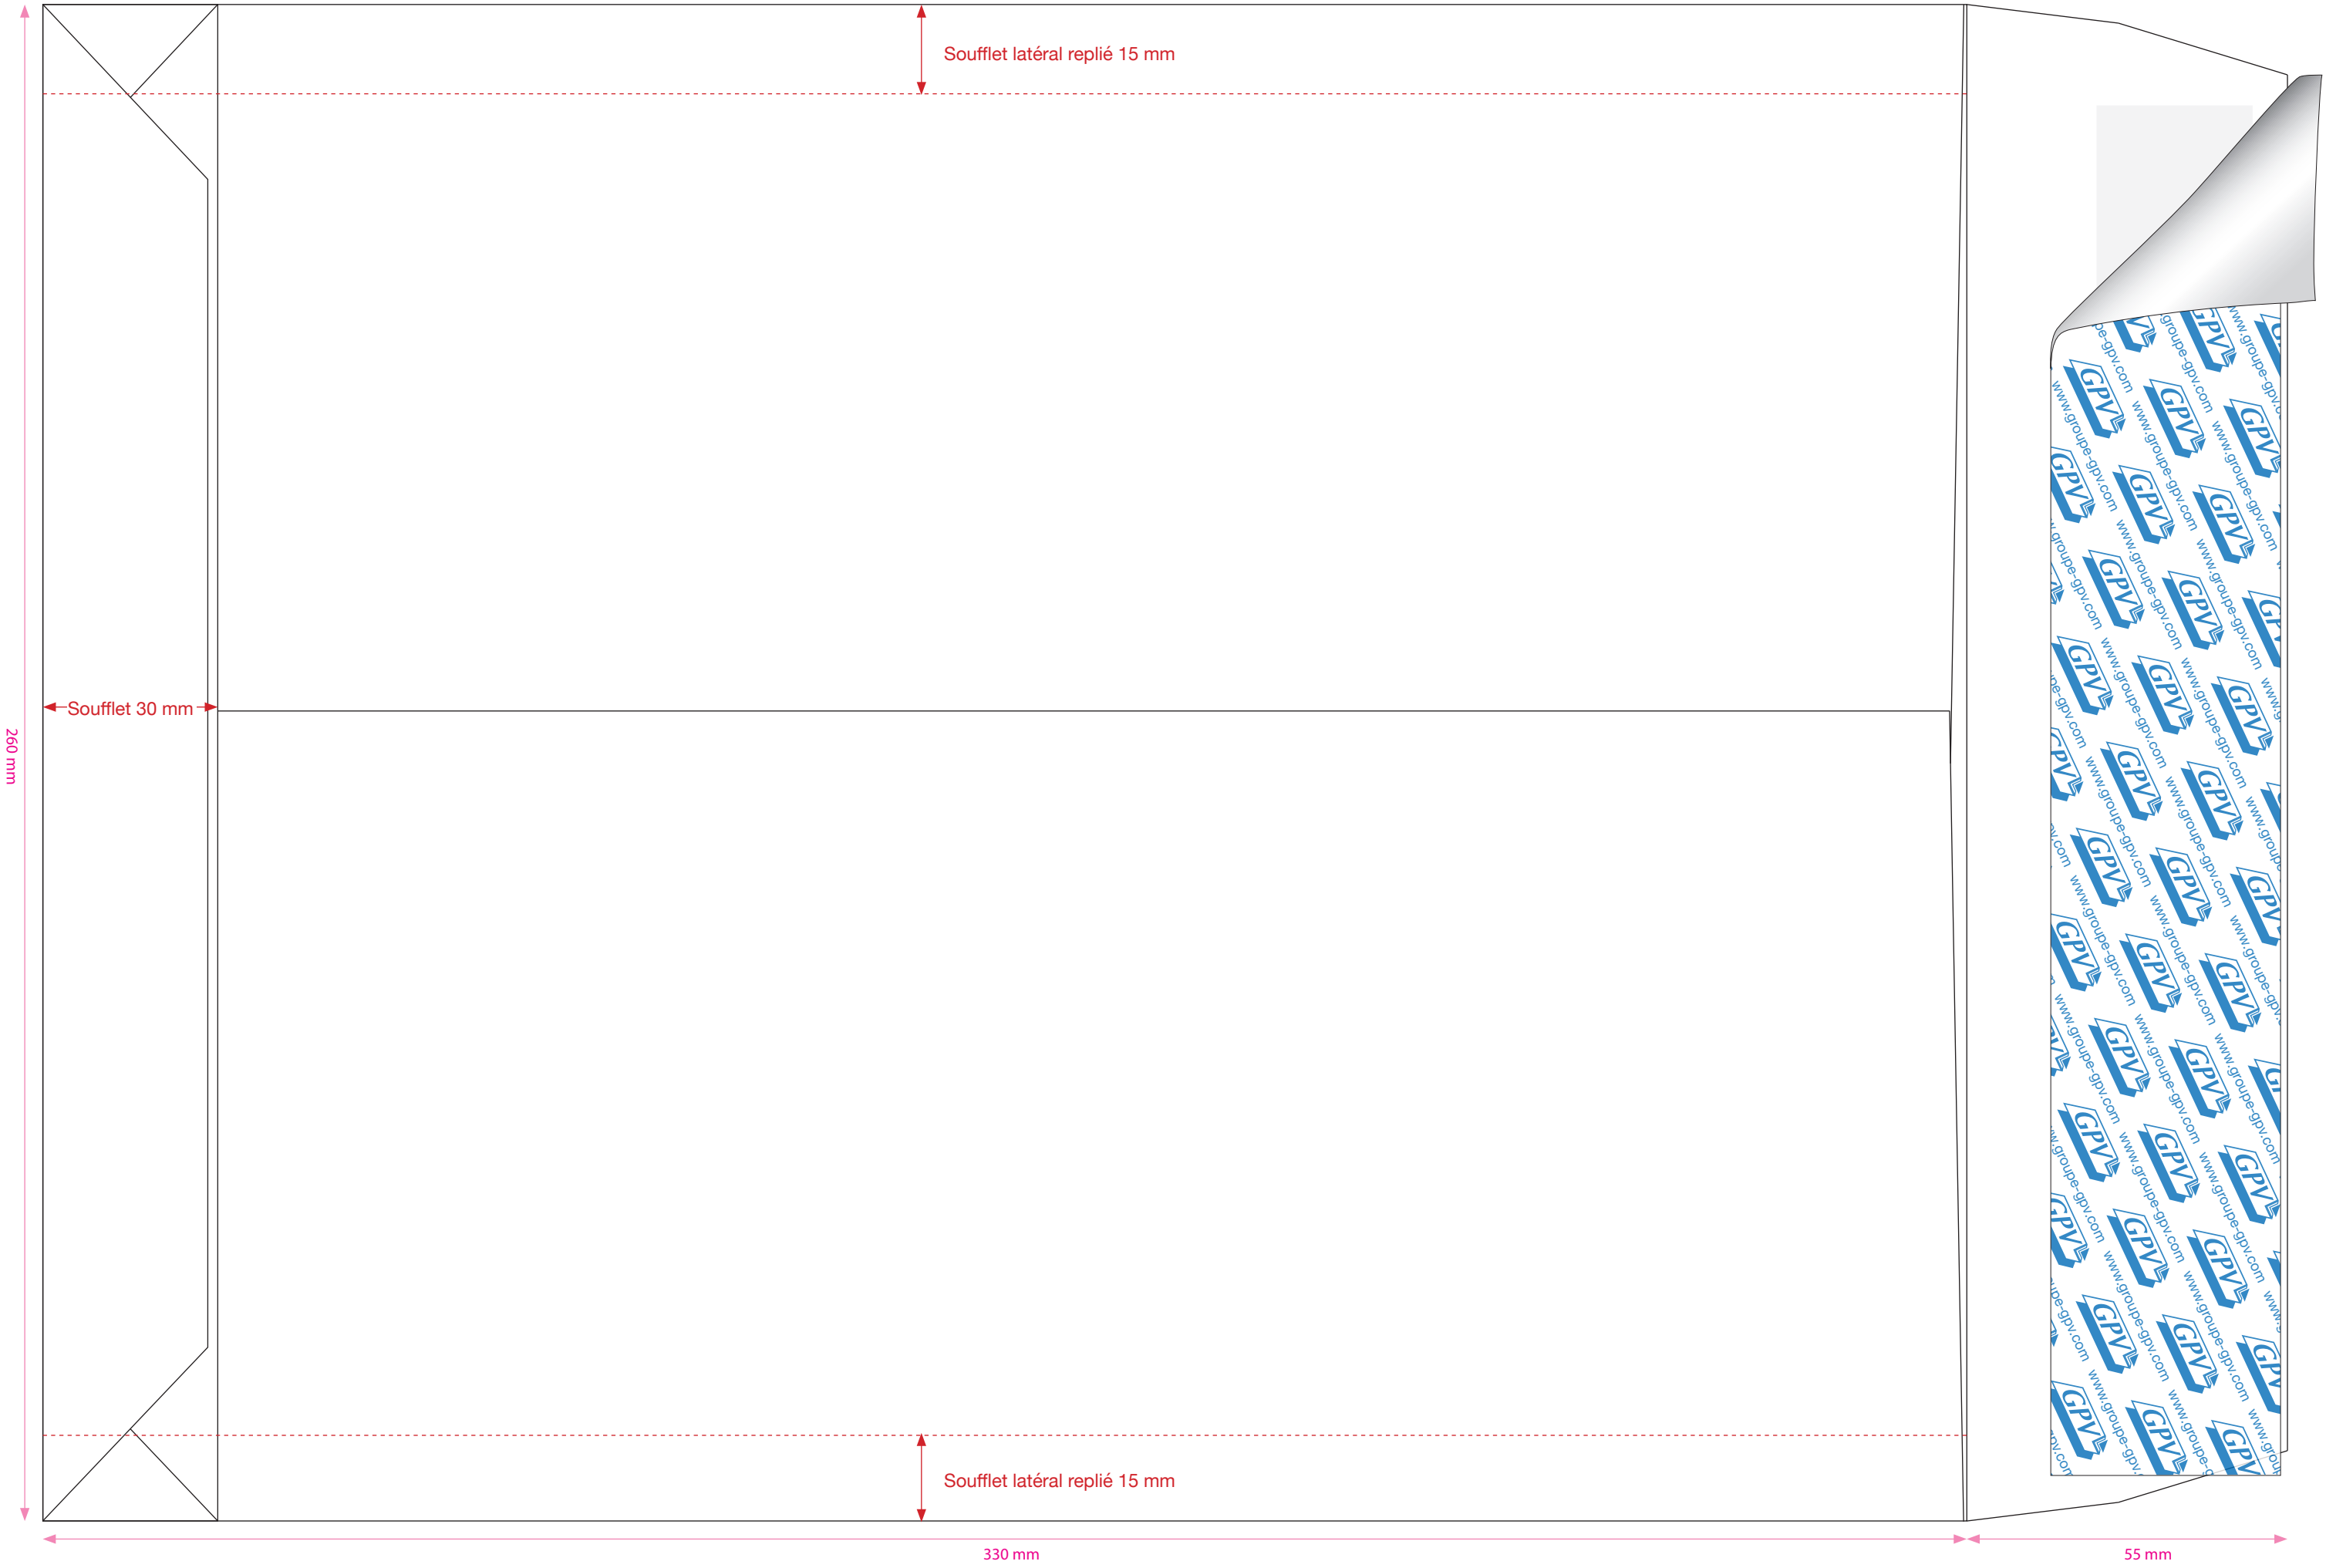 Soufflet latéral replié 15 mm
Soufflet 30 mm
260 mm
Soufflet latéral replié 15 mm
330 mm
55 mm
GPV
www.groupe-gpv.com